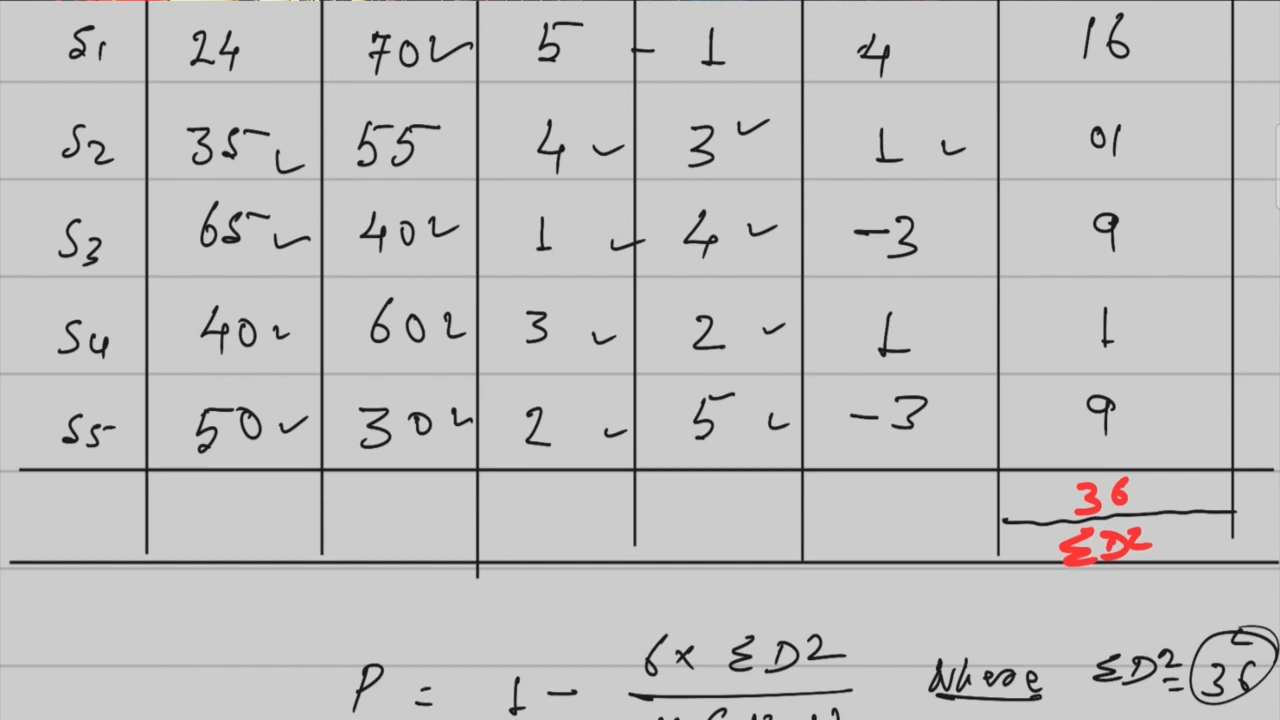 S1 24 70 5 - 1 4 16
S2 35 55 4 3 1 01
S3 65 40 1 4 -3 9
S4 40 60 3 2 1 1
S5 50 30 2 5 -3 9
36
ΣD2
P = 1 - 6x ΣD2 Where ΣD2 = 36